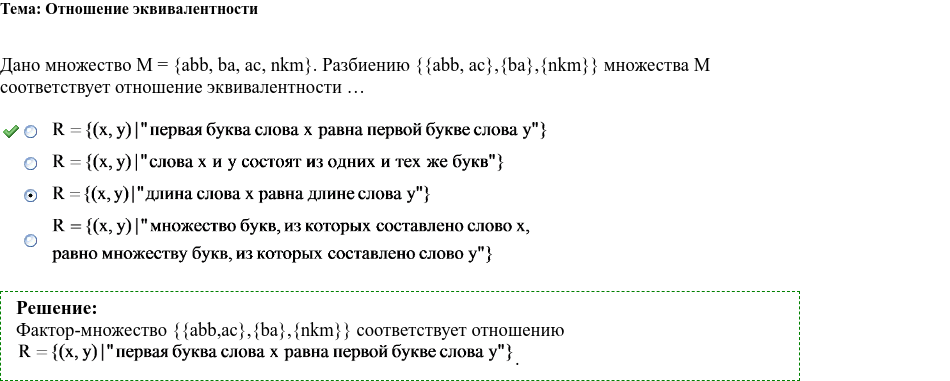 Тема: Отношение эквивалентности
Дано множество M = {abb, ba, ac, nkm}. Разбиению {{abb, ac},{ba},{nkm}} множества M
соответствует отношение эквивалентности …
R = {(x, y)|"первая буква слова x равна первой букве слова y"}
R = {(x, y)|"слова x и y состоят из одних и тех же букв"}
R = {(x, y)|"длина слова x равна длине слова y"}
R = {(x, y)|"множество букв, из которых составлено слово x,
равно множеству букв, из которых составлено слово y"}
Решение:
Фактор-множество {{abb,ac},{ba},{nkm}} соответствует отношению
R = {(x, y)|"первая буква слова x равна первой букве слова y"}.